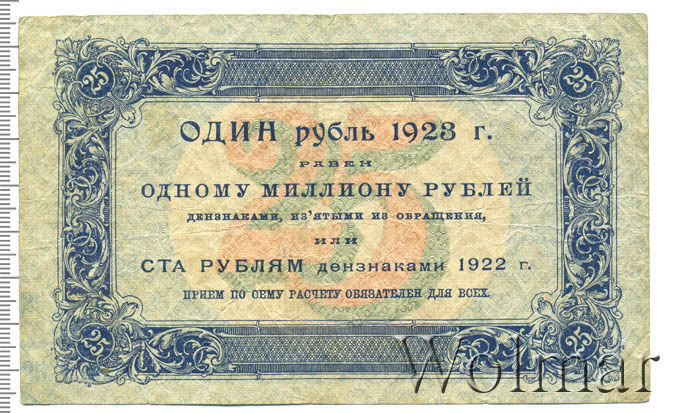 25 25
ОДИН рубль 1923 г.
РАВЕН
ОДНОМУ МИЛЛИОНУ РУБЛЕЙ
ДЕНЗНАКАМИ, ИЗ'ЯТЫМИ ИЗ ОБРАЩЕНИЯ,
ИЛИ
СТА РУБЛЯМ дензнаками 1922 г.
ПРИЕМ ПО СЕМУ РАСЧЕТУ ОБЯЗАТЕЛЕН ДЛЯ ВСЕХ.
25
25 25
Wolmar